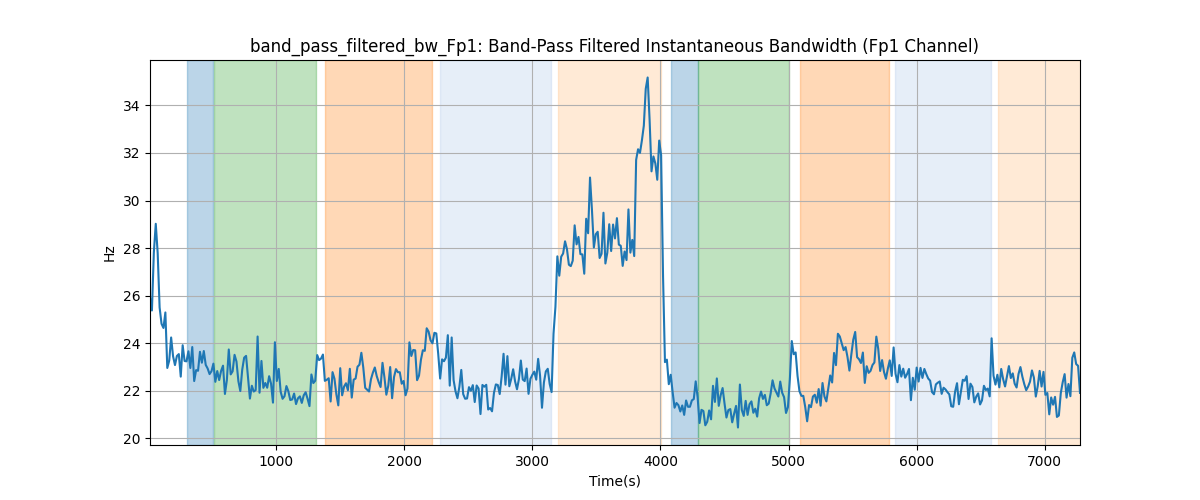 band_pass_filtered_bw_Fp1: Band-Pass Filtered Instantaneous Bandwidth (Fp1 Channel)
34
32
30
28
26
24
22
20
Hz
1000 2000 3000 4000 5000 6000 7000
Time(s)